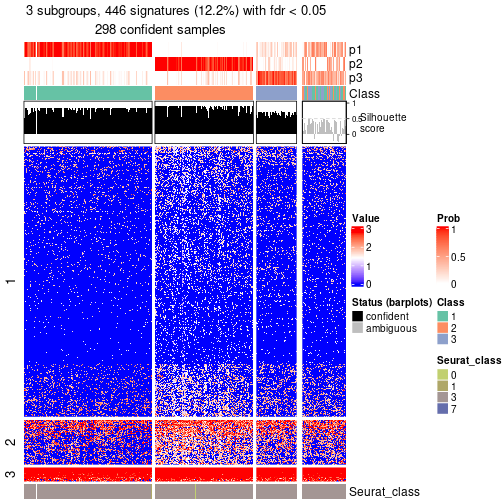 3 subgroups, 446 signatures (12.2%) with fdr < 0.05
298 confident samples
p1
p2
p3
Class
1
0.5
0
Silhouette
score
1
2
3
Seurat_class
Value
3
2
1
0
Prob
1
0.5
0
Status (barplots)
confident
ambiguous
Class
1
2
3
Seurat_class
0
1
3
7